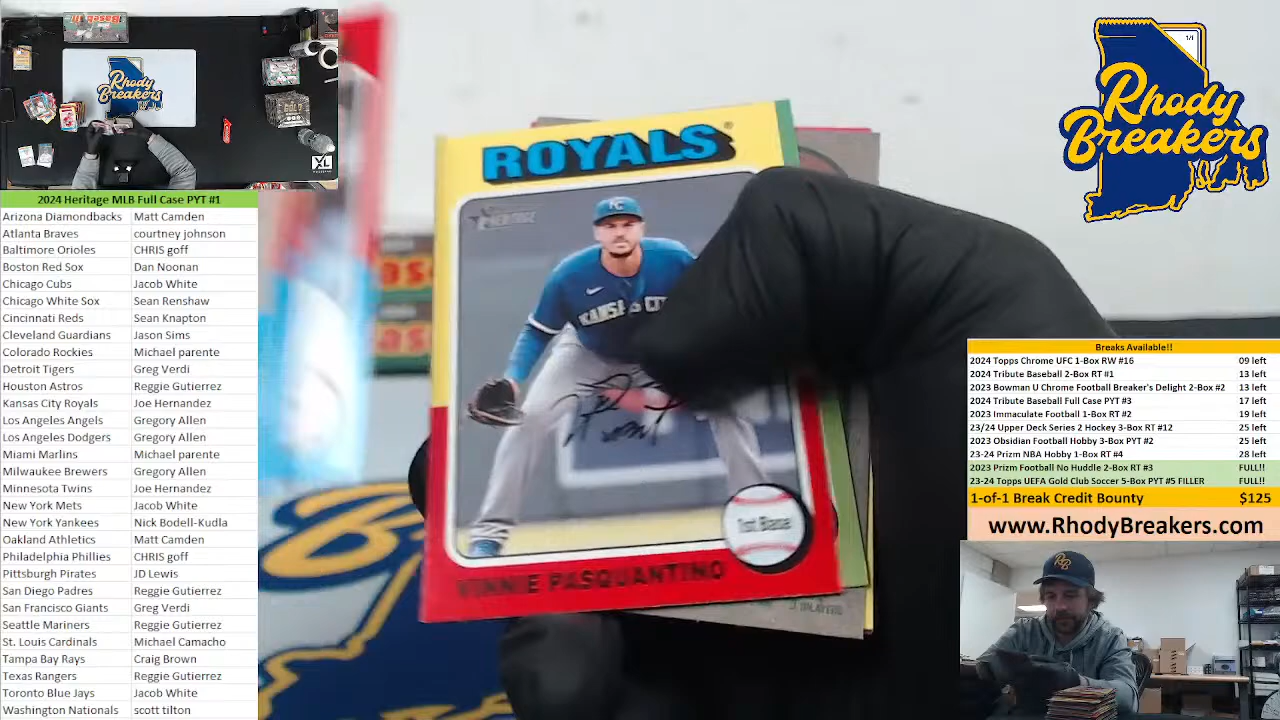 Rhody
Breakers
XL
2024 Heritage MLB Full Case PYT #1
Arizona Diamondbacks Matt Camden
Atlanta Braves courtney johnson
Baltimore Orioles CHRIS goff
Boston Red Sox Dan Noonan
Chicago Cubs Jacob White
Chicago White Sox Sean Renshaw
Cincinnati Reds Sean Knapton
Cleveland Guardians Jason Sims
Colorado Rockies Michael parente
Detroit Tigers Greg Verdi
Houston Astros Reggie Gutierrez
Kansas City Royals Joe Hernandez
Los Angeles Angels Gregory Allen
Los Angeles Dodgers Gregory Allen
Miami Marlins Michael parente
Milwaukee Brewers Gregory Allen
Minnesota Twins Joe Hernandez
New York Mets Jacob White
New York Yankees Nick Bodell-Kudla
Oakland Athletics Matt Camden
Philadelphia Phillies CHRIS goff
Pittsburgh Pirates JD Lewis
San Diego Padres Reggie Gutierrez
San Francisco Giants Greg Verdi
Seattle Mariners Reggie Gutierrez
St. Louis Cardinals Michael Camacho
Tampa Bay Rays Craig Brown
Texas Rangers Reggie Gutierrez
Toronto Blue Jays Jacob White
Washington Nationals scott tilton
ROYALS
HERITAGE
KC
KANSAS CI
1st Base
VINNIE PASQUANTINO
1/1
Rhody
Breakers
Breaks Available!!
2024 Topps Chrome UFC 1-Box RW #16 09 left
2024 Tribute Baseball 2-Box RT #1 13 left
2023 Bowman U Chrome Football Breaker's Delight 2-Box #2 13 left
2024 Tribute Baseball Full Case PYT #3 17 left
2023 Immaculate Football 1-Box RT #2 19 left
23/24 Upper Deck Series 2 Hockey 3-Box RT #12 25 left
2023 Obsidian Football Hobby 3-Box PYT #2 25 left
23-24 Prizm NBA Hobby 1-Box RT #4 28 left
2023 Prizm Football No Huddle 2-Box RT #3 FULL!!
23-24 Topps UEFA Gold Club Soccer 5-Box PYT #5 FILLER FULL!!
1-of-1 Break Credit Bounty $125
www.RhodyBreakers.com
RB